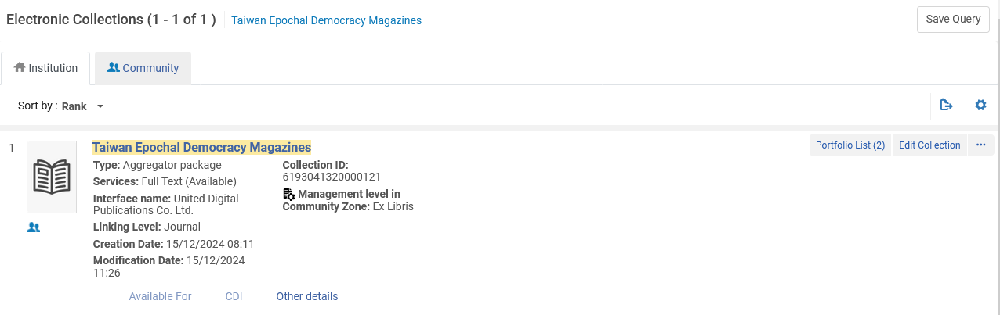 Electronic Collections (1 - 1 of 1 ) Taiwan Epochal Democracy Magazines Save Query
Institution Community
Sort by : Rank
1 Taiwan Epochal Democracy Magazines Portfolio List (2) Edit Collection ...
Type: Aggregator package
Services: Full Text (Available)
Interface name: United Digital
Publications Co. Ltd.
Linking Level: Journal
Creation Date: 15/12/2024 08:11
Modification Date: 15/12/2024
11:26
Collection ID:
6193041320000121
Management level in
Community Zone: Ex Libris
Available For CDI Other details